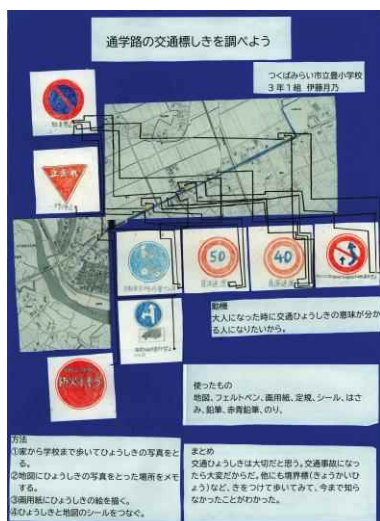 通学路の交通標しきを調べよう
つくばみらい市立豊小学校
3年1組 伊藤月乃
止まれ
50
40
動機
大人になった時に交通ひょうしきの意味が分か
る人になりたいから。
使ったもの
地図、フェルトペン、画用紙、定規、シール、はさ
み、鉛筆、赤青鉛筆、のり、
方法
①家から学校まで歩いてひょうしきの写真をと
る。
②地図にひょうしきの写真をとった場所をメモ
する。
③画用紙にひょうしきの絵を描く。
④ひょうしきと地図のシールをつなぐ。
まとめ
交通ひょうしきは大切だと思う。交通事故になっ
たら大変だからだ。他にも境界標(きょうかいひ
ょう)など、きをつけて歩いてみて、今まで知ら
なかったことがわかった。